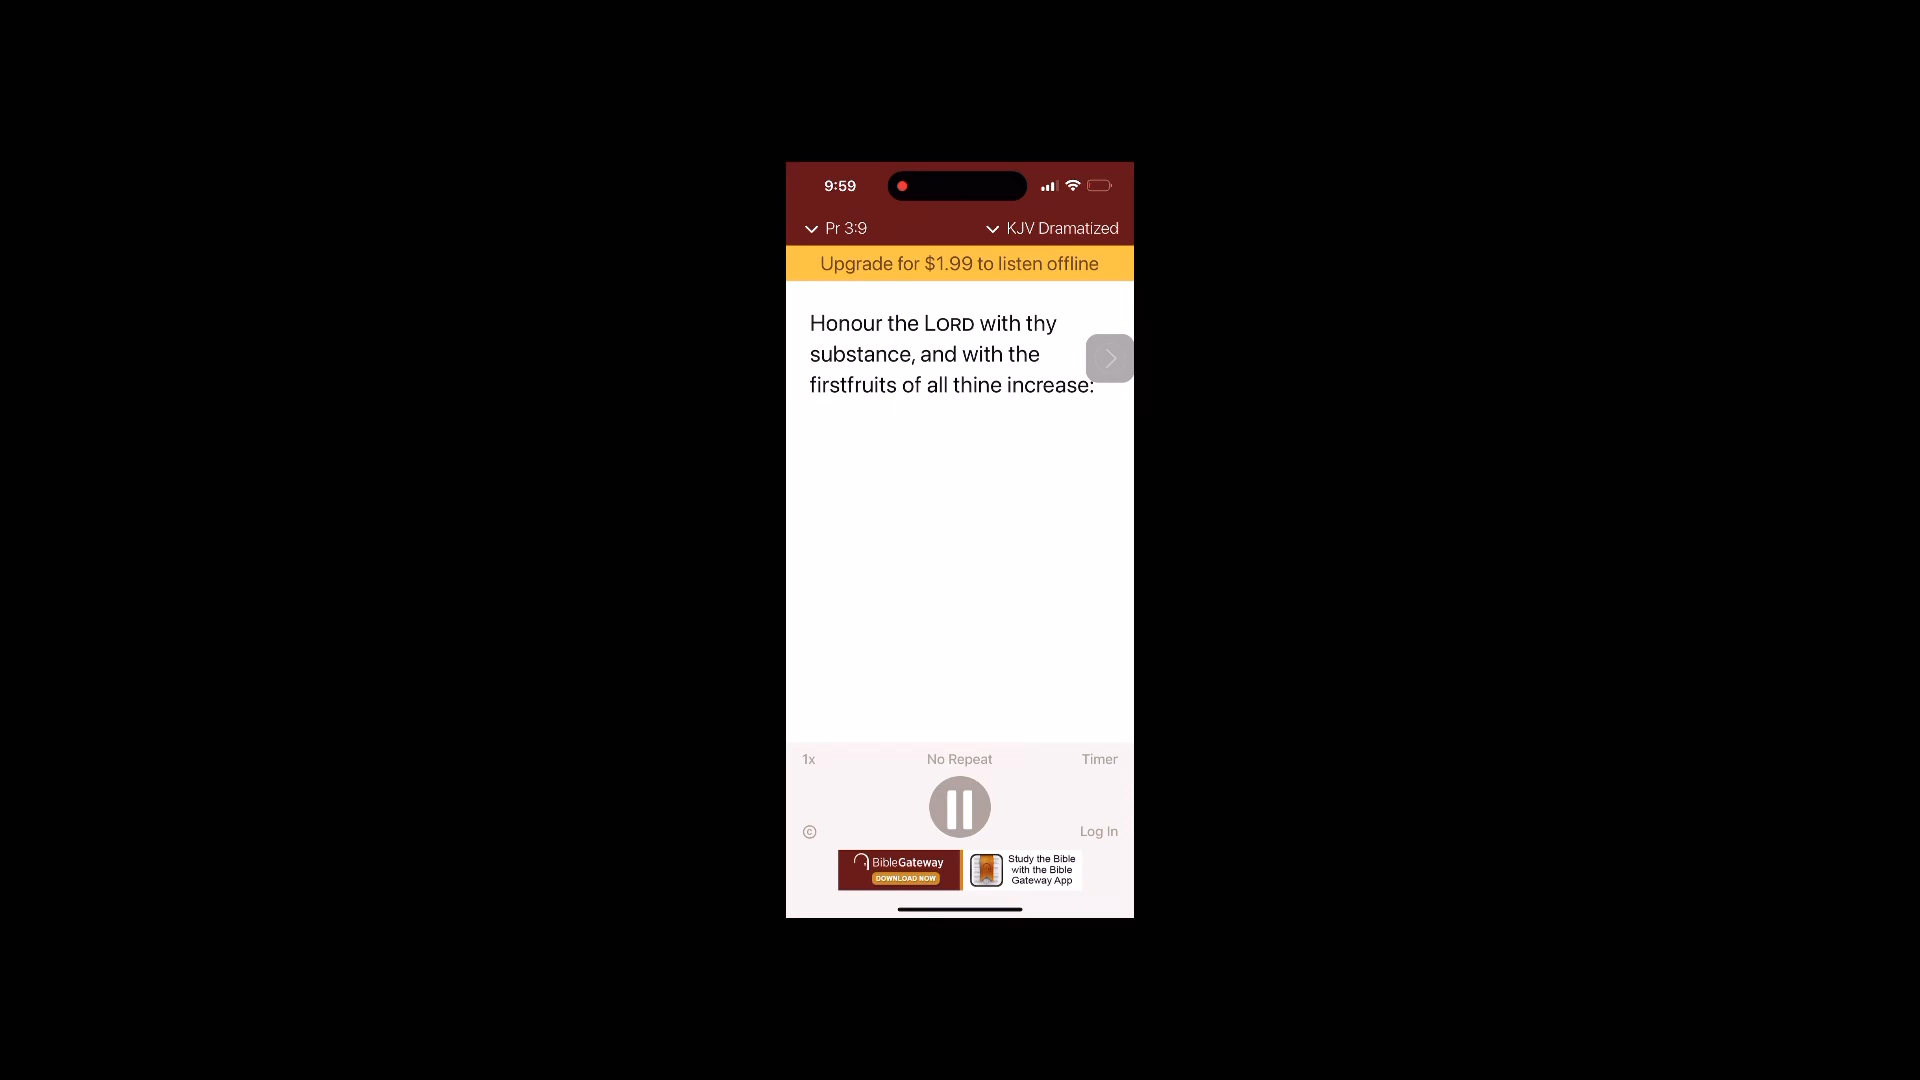 9:59
Pr 3:9
KJV Dramatized
Upgrade for $1.99 to listen offline
Honour the LORD with thy
substance, and with the
firstfruits of all thine increase:
1x
No Repeat
Timer
©
Log In
BibleGateway
DOWNLOAD NOW
Study the Bible
with the Bible
Gateway App